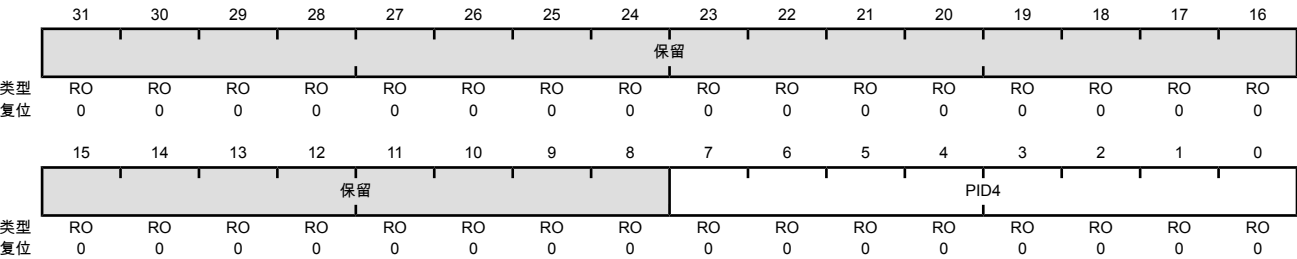 31 30 29 28 27 26 25 24 23 22 21 20 19 18 17 16
保留
类型 RO RO RO RO RO RO RO RO RO RO RO RO RO RO RO RO
复位 0 0 0 0 0 0 0 0 0 0 0 0 0 0 0 0
15 14 13 12 11 10 9 8 7 6 5 4 3 2 1 0
保留 PID4
类型 RO RO RO RO RO RO RO RO RO RO RO RO RO RO RO RO
复位 0 0 0 0 0 0 0 0 0 0 0 0 0 0 0 0